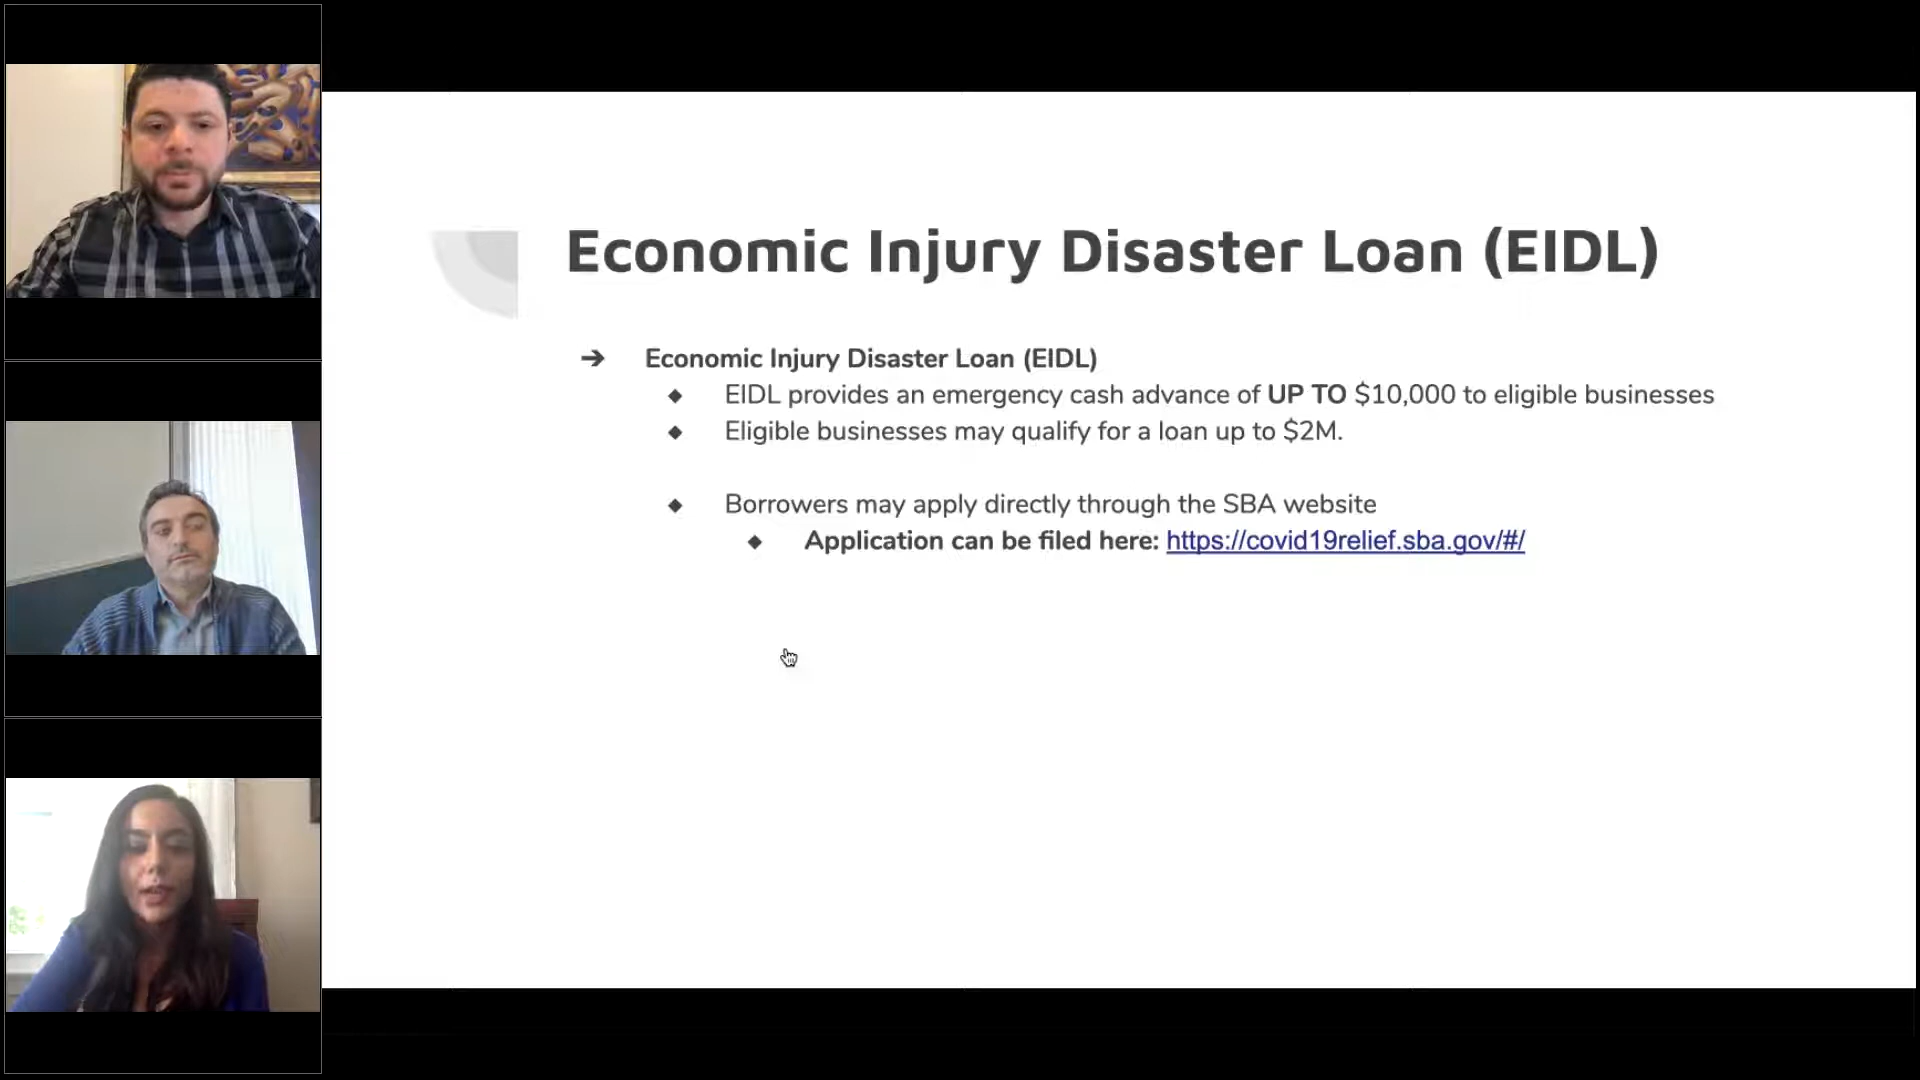 Economic Injury Disaster Loan (EIDL)
Economic Injury Disaster Loan (EIDL)
EIDL provides an emergency cash advance of UP TO $10,000 to eligible businesses
Eligible businesses may qualify for a loan up to $2M.
Borrowers may apply directly through the SBA website
Application can be filed here: https://covid19relief.sba.gov/#/